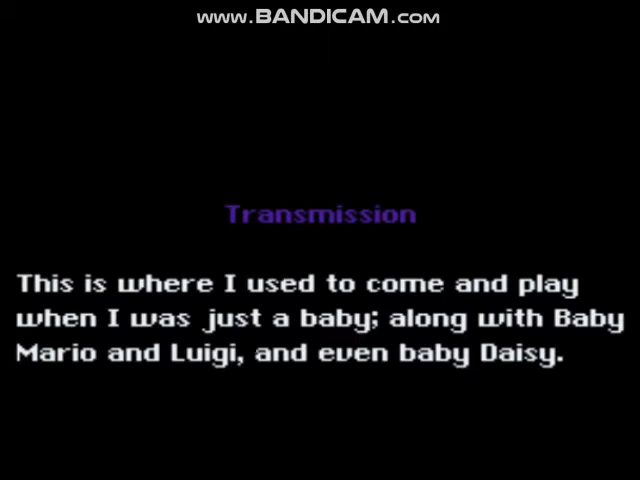 www.BANDICAM.com
Transmission
This is where I used to come and play
when I was just a baby; along with Baby
Mario and Luigi, and even baby Daisy.